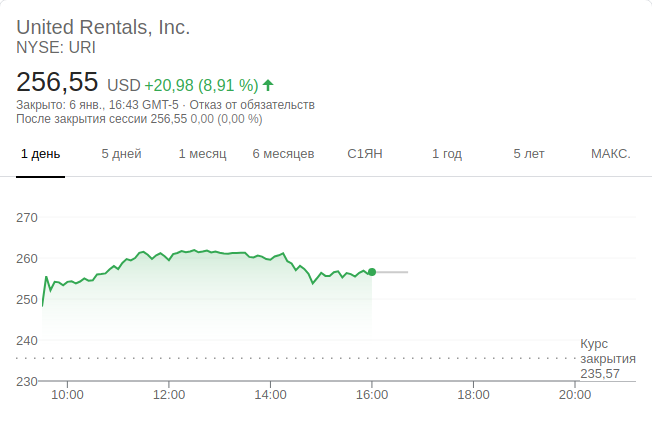 United Rentals, Inc.
NYSE: URI
256,55 USD +20,98 (8,91 %)
Закрыто: 6 янв., 16:43 GMT-5 · Отказ от обязательств
После закрытия сессии 256,55 0,00 (0,00 %)
1 день 5 дней 1 месяц 6 месяцев С1ЯН 1 год 5 лет МАКС.
270
260
250
240
Курс
закрытия
235,57
230
10:00 12:00 14:00 16:00 18:00 20:00